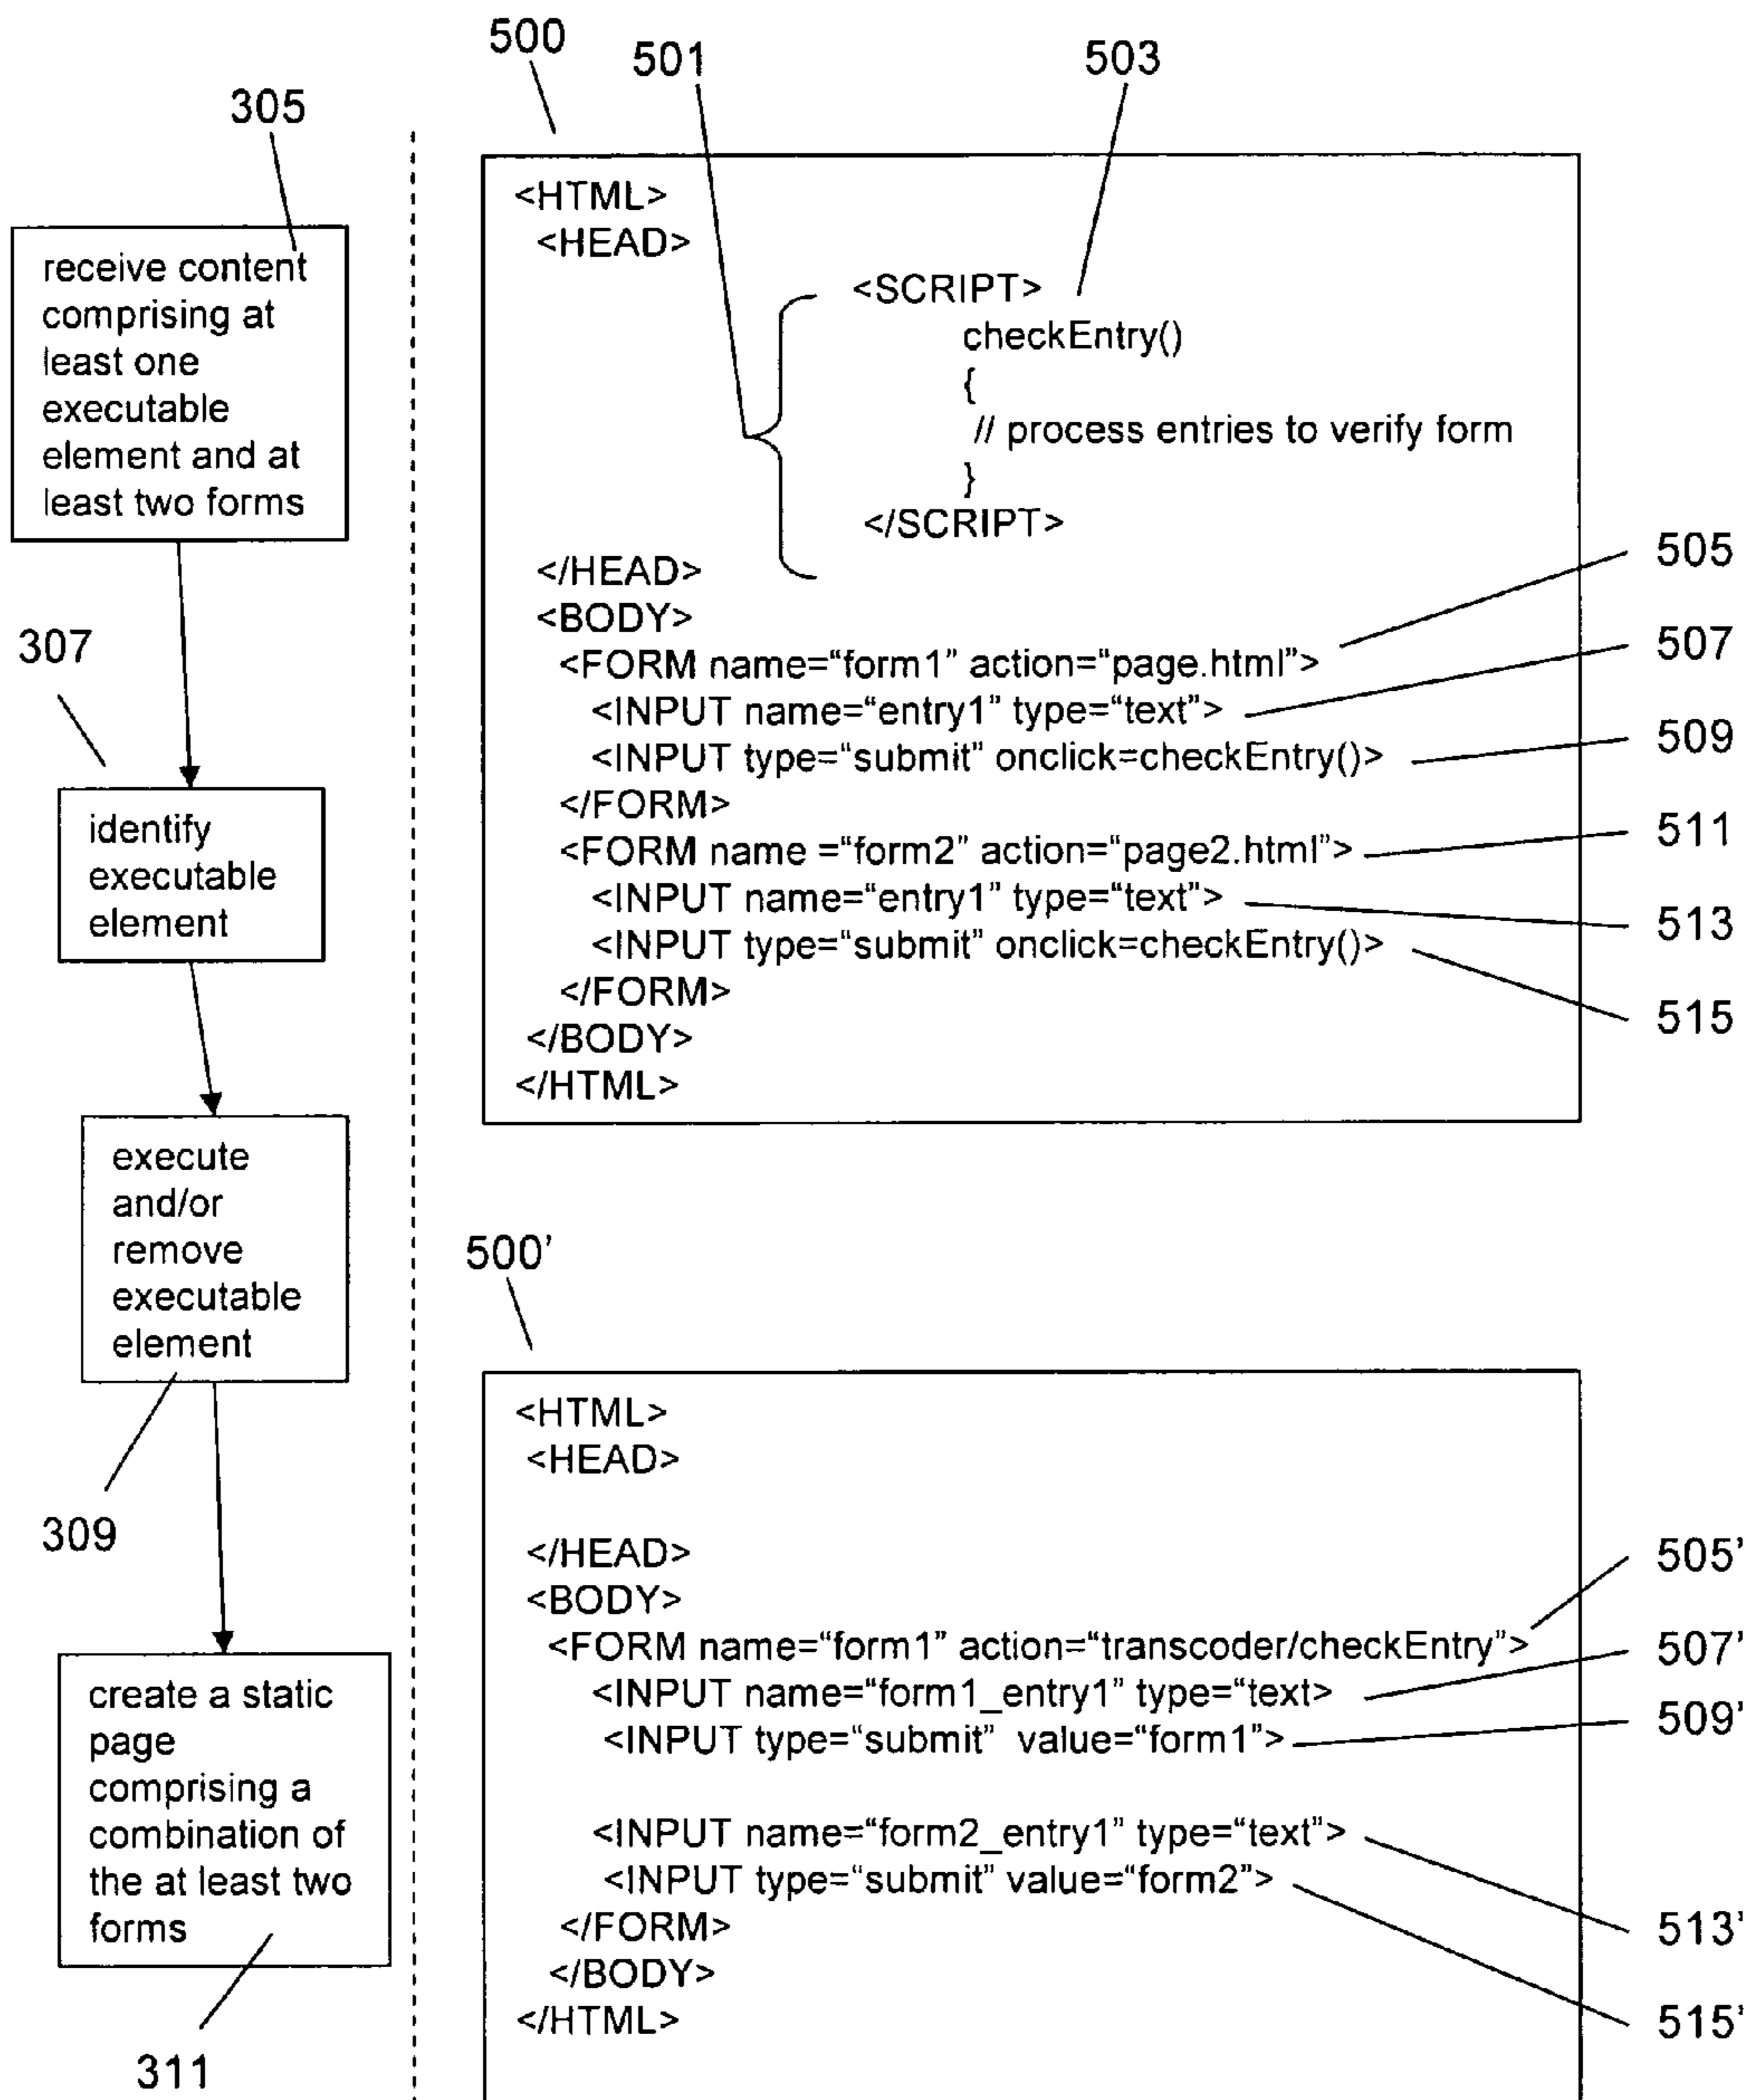 500
501
503
305
receive content
comprising at
least one
executable
element and at
least two forms
307
identify
executable
element
execute
and/or
remove
executable
element
309
create a static
page
comprising a
combination of
the at least two
forms
311
<HTML>
<HEAD>
<SCRIPT>
checkEntry()
{
// process entries to verify form
}
</SCRIPT>
</HEAD>
<BODY>
<FORM name=“form1” action=“page.html”>
<INPUT name=“entry1” type=“text”>
<INPUT type=“submit” onclick=checkEntry()>
</FORM>
<FORM name =“form2” action=“page2.html”>
<INPUT name=“entry1” type=“text”>
<INPUT type=“submit” onclick=checkEntry()>
</FORM>
</BODY>
</HTML>
505
507
509
511
513
515
500’
<HTML>
<HEAD>
</HEAD>
<BODY>
<FORM name=“form1” action=“transcoder/checkEntry”>
<INPUT name=“form1_entry1” type=“text>
<INPUT type=“submit” value=“form1”>
<INPUT name=“form2_entry1” type=“text”>
<INPUT type=“submit” value=“form2”>
</FORM>
</BODY>
</HTML>
505’
507’
509’
513’
515’